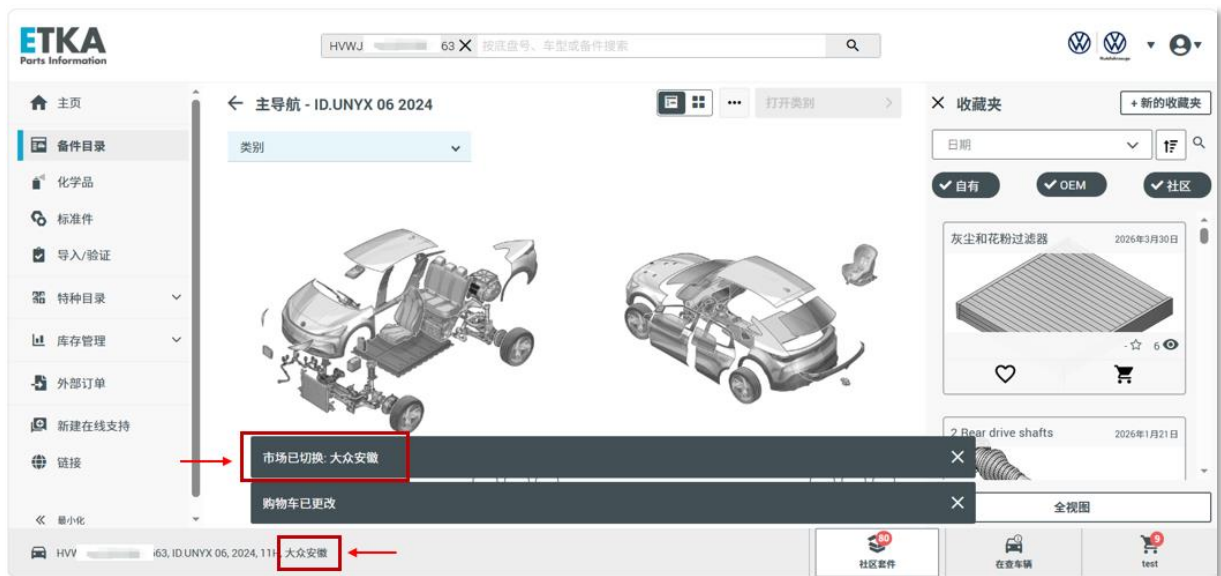 ETKA
Parts Information
HVWJ 63 按底盘号、车型或备件搜索
主页
备件目录
化学品
标准件
导入/验证
特种目录
库存管理
外部订单
新建在线支持
链接
最小化
主导航 - ID.UNYX 06 2024
打开类别
类别
收藏夹
+ 新的收藏夹
日期
自有
OEM
社区
灰尘和花粉过滤器
2026年3月30日
- 6
2 Rear drive shafts
2026年1月21日
市场已切换: 大众安徽
购物车已更改
全视图
HVV 63, ID.UNYX 06, 2024, 11H, 大众安徽
80
社区套件
在查车辆
9
test